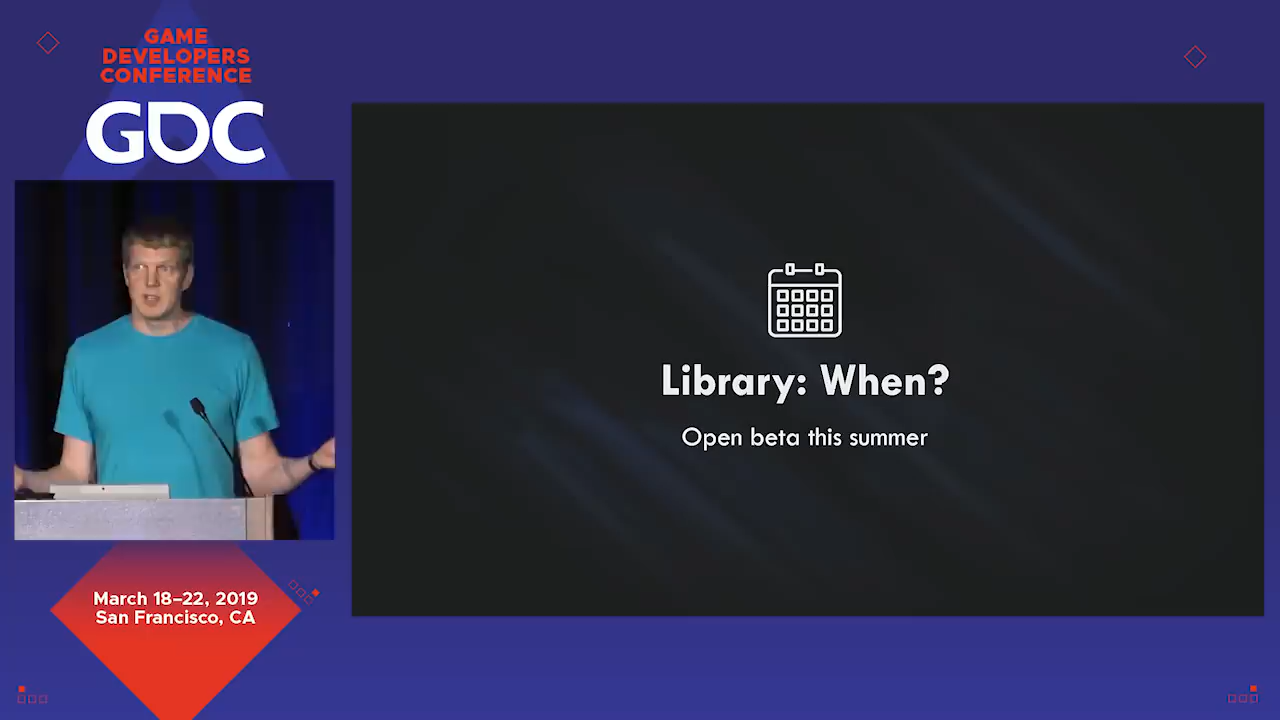 GAME
DEVELOPERS
CONFERENCE
GDC
Library: When?
Open beta this summer
March 18–22, 2019
San Francisco, CA